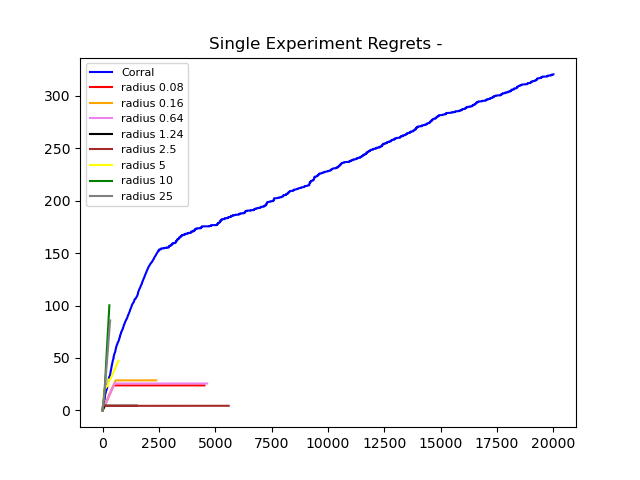 Single Experiment Regrets -
Corral
radius 0.08
radius 0.16
radius 0.64
radius 1.24
radius 2.5
radius 5
radius 10
radius 25
300
250
200
150
100
50
0
0 2500 5000 7500 10000 12500 15000 17500 20000